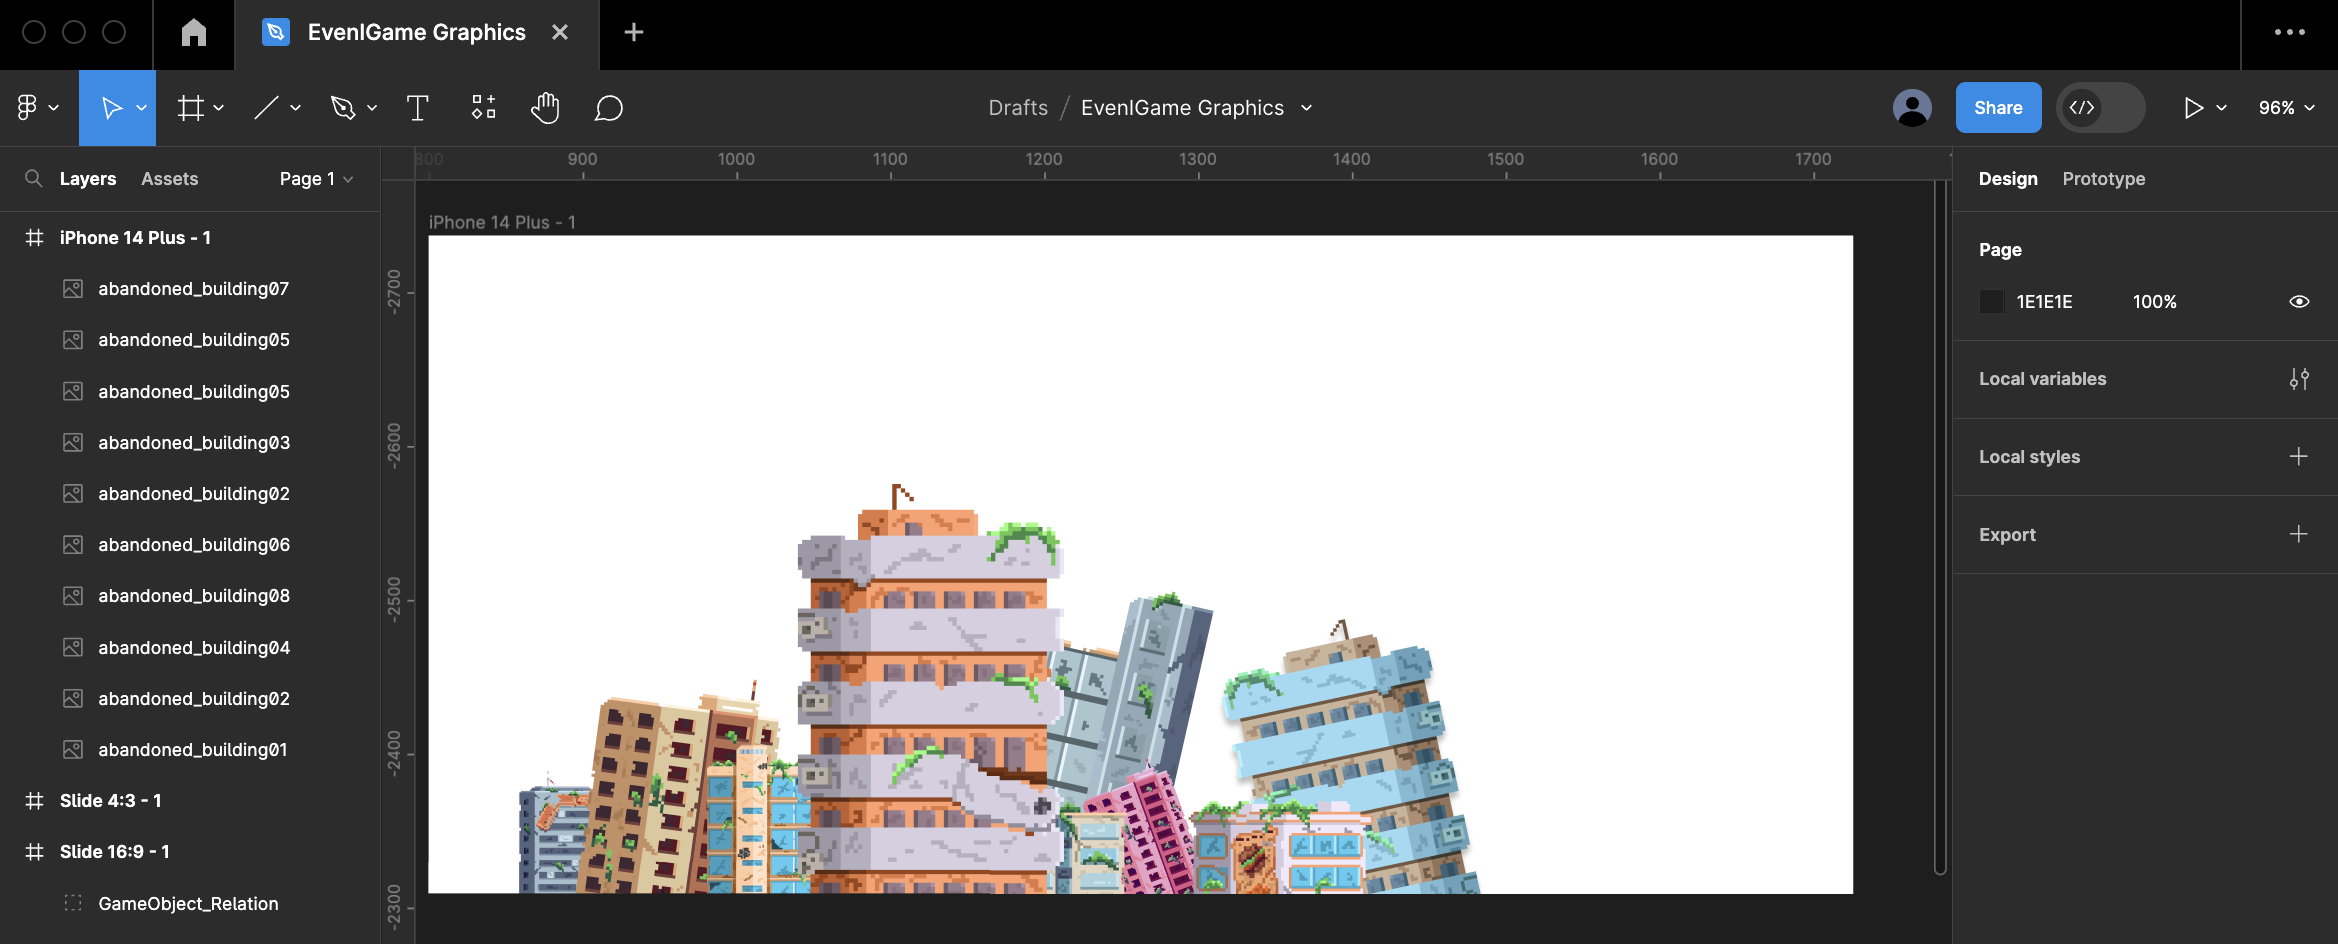 EvenIGame Graphics
Drafts / EvenIGame Graphics
Share
96%
Layers
Assets
Page 1
800 900 1000 1100 1200 1300 1400 1500 1600 1700
Design
Prototype
iPhone 14 Plus - 1
iPhone 14 Plus - 1
Page
1E1E1E
100%
abandoned_building07
abandoned_building05
abandoned_building05
abandoned_building03
abandoned_building02
abandoned_building06
abandoned_building08
abandoned_building04
abandoned_building02
abandoned_building01
Slide 4:3 - 1
Slide 16:9 - 1
GameObject_Relation
-2700
-2600
-2500
-2400
-2300
Local variables
Local styles
Export